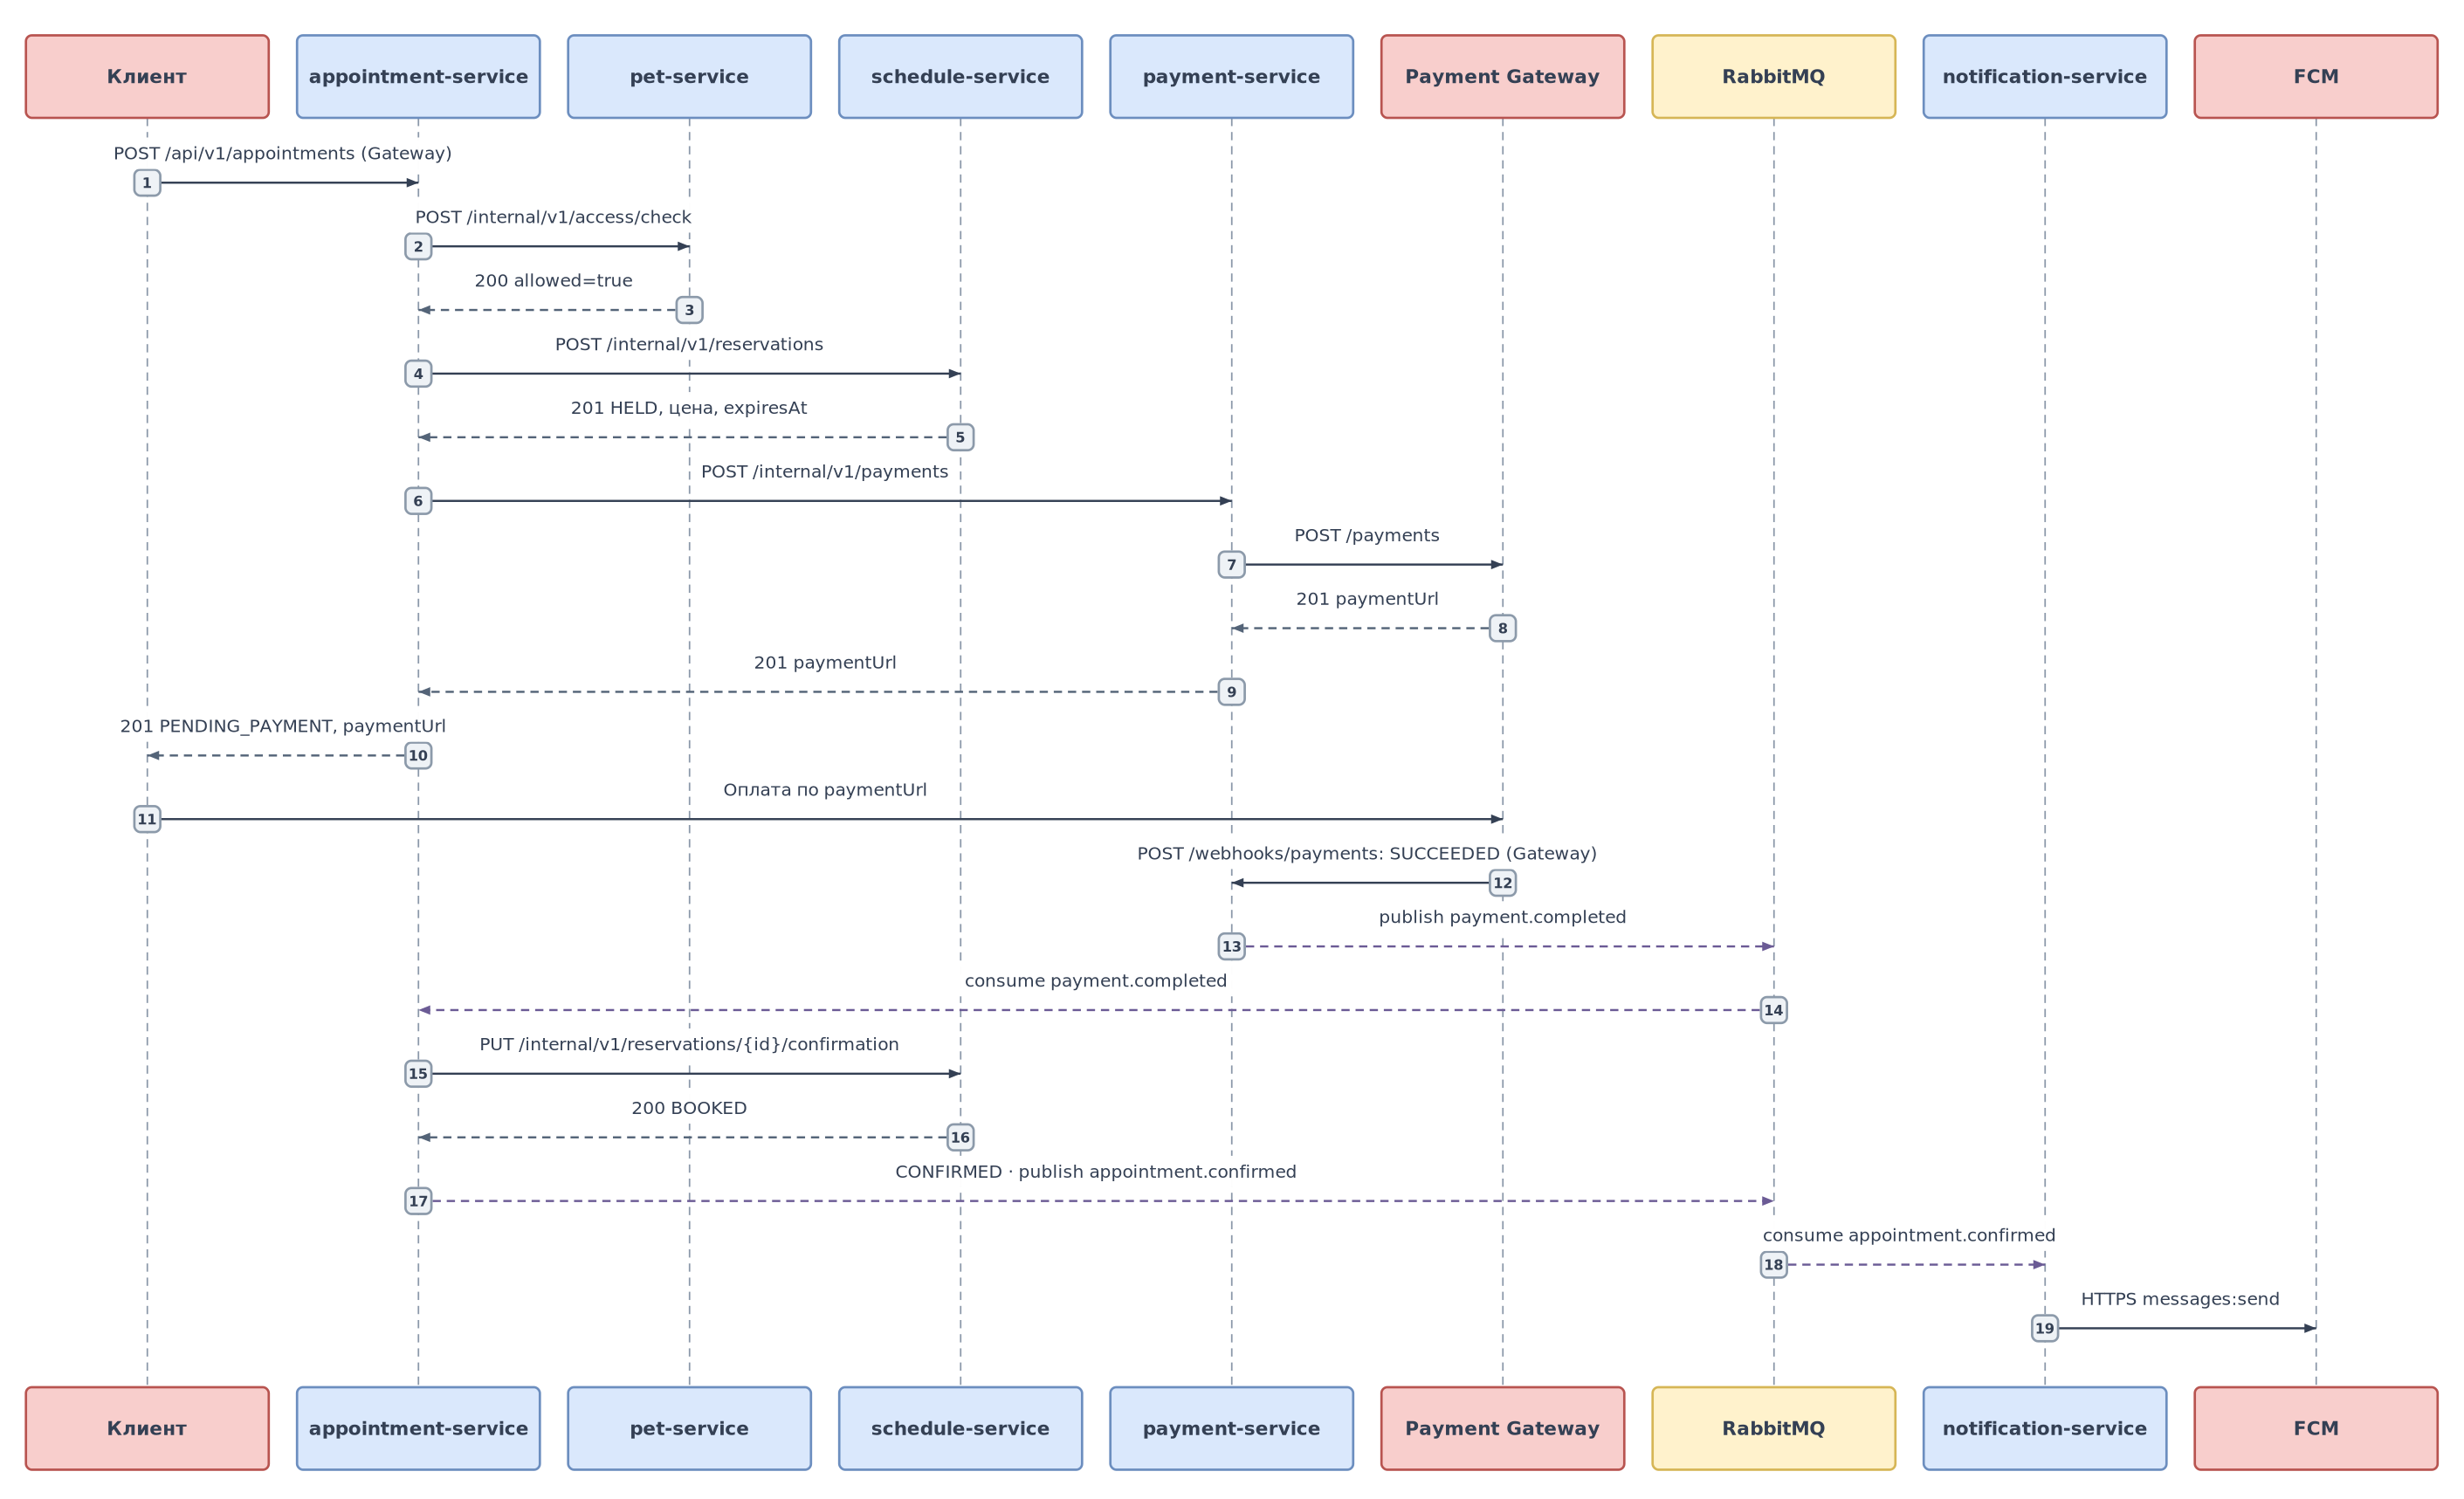 Клиент
appointment-service
pet-service
schedule-service
payment-service
Payment Gateway
RabbitMQ
notification-service
FCM
POST /api/v1/appointments (Gateway)
1
POST /internal/v1/access/check
2
200 allowed=true
3
POST /internal/v1/reservations
4
201 HELD, цена, expiresAt
5
POST /internal/v1/payments
6
POST /payments
7
201 paymentUrl
8
201 paymentUrl
9
201 PENDING_PAYMENT, paymentUrl
10
Оплата по paymentUrl
11
POST /webhooks/payments: SUCCEEDED (Gateway)
12
publish payment.completed
13
consume payment.completed
14
PUT /internal/v1/reservations/{id}/confirmation
15
200 BOOKED
16
CONFIRMED · publish appointment.confirmed
17
consume appointment.confirmed
18
HTTPS messages:send
19
Клиент
appointment-service
pet-service
schedule-service
payment-service
Payment Gateway
RabbitMQ
notification-service
FCM